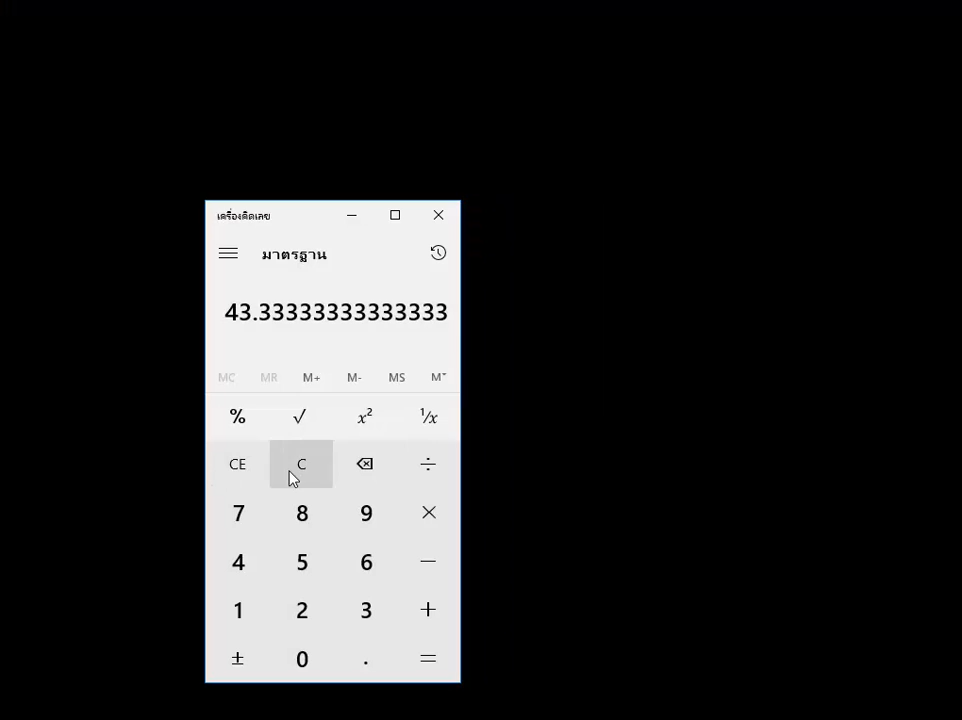 เครื่องคิดเลข
มาตรฐาน
43.33333333333333
MC MR M+ M- MS M˅
% √ x² ¹/x
CE C ÷
7 8 9 ×
4 5 6 −
1 2 3 +
± 0 . =